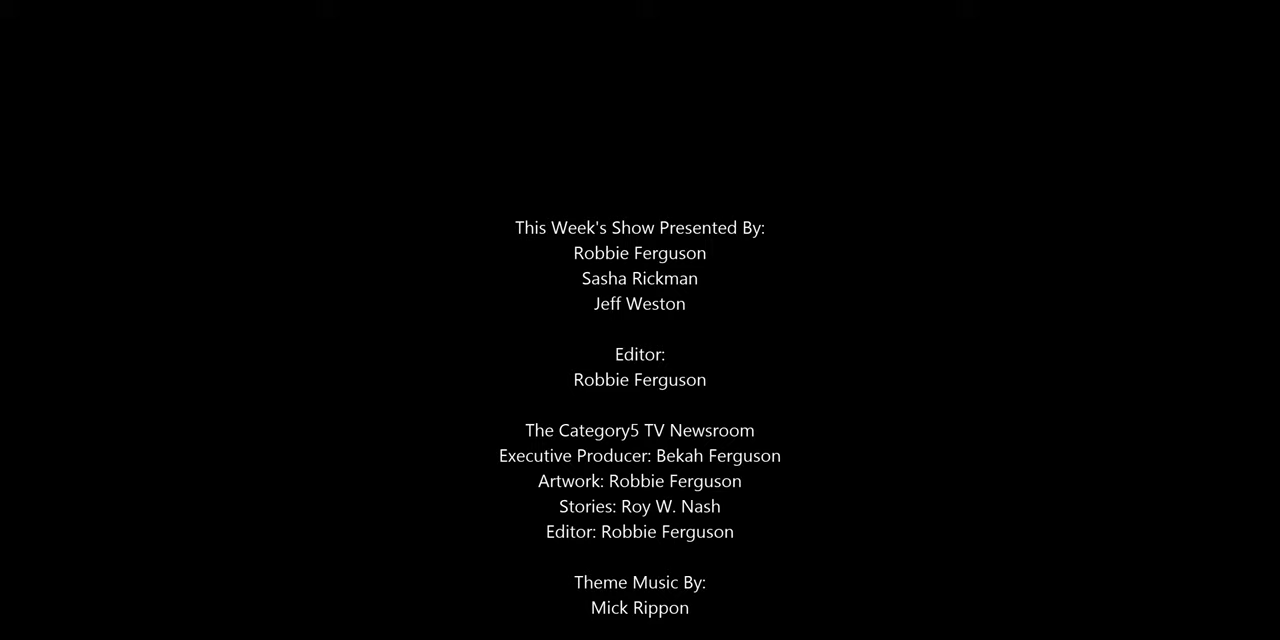 This Week's Show Presented By:
Robbie Ferguson
Sasha Rickman
Jeff Weston
Editor:
Robbie Ferguson
The Category5 TV Newsroom
Executive Producer: Bekah Ferguson
Artwork: Robbie Ferguson
Stories: Roy W. Nash
Editor: Robbie Ferguson
Theme Music By:
Mick Rippon